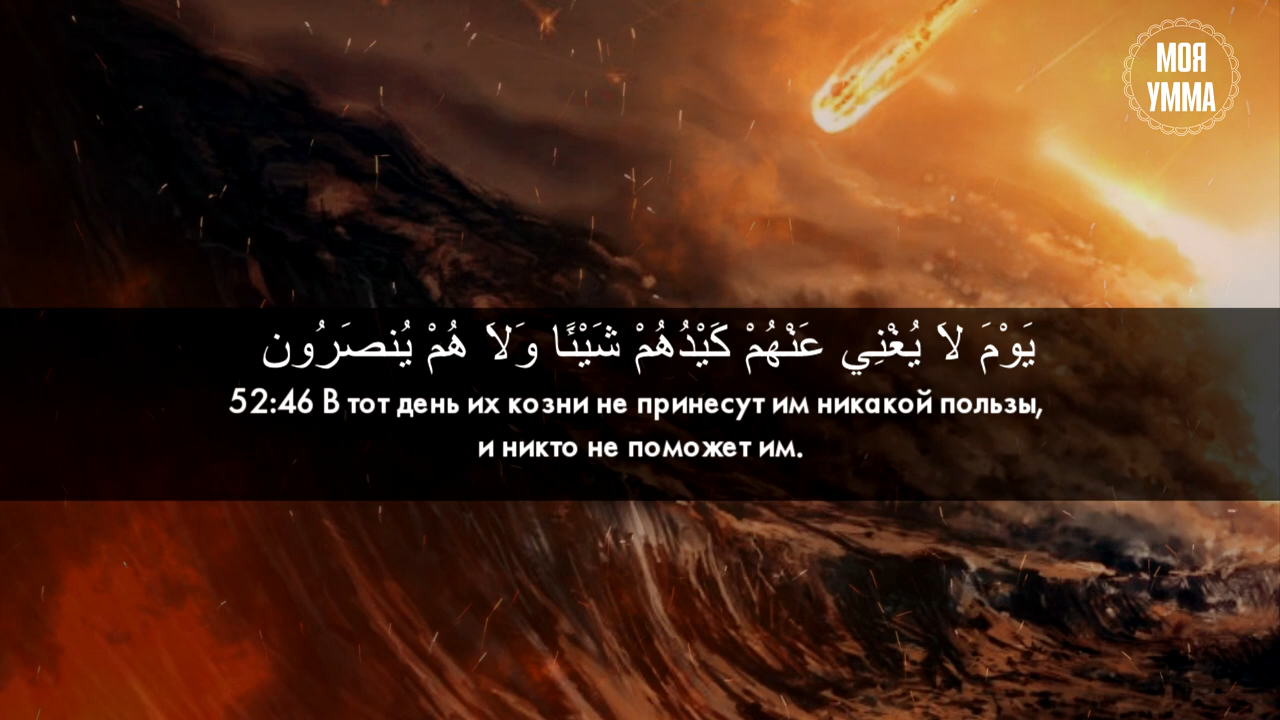 МОЯ
УММА
يَوْمَ لَا يُغْنِي عَنْهُمْ كَيْدُهُمْ شَيْئًا وَلَا هُمْ يُنصَرُون
52:46 В тот день их козни не принесут им никакой пользы,
и никто не поможет им.